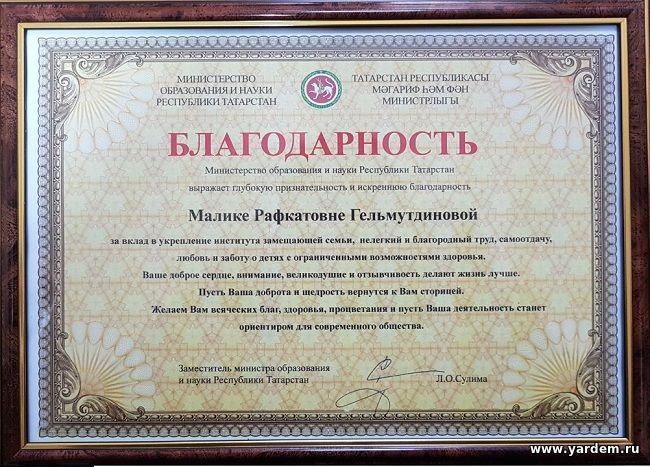 МИНИСТЕРСТВО
ОБРАЗОВАНИЯ И НАУКИ
РЕСПУБЛИКИ ТАТАРСТАН
ТАТАРСТАН РЕСПУБЛИКАСЫ
МӘГАРИФ ҺӘМ ФӘН
МИНИСТРЛЫГЫ
БЛАГОДАРНОСТЬ
Министерство образования и науки Республики Татарстан
выражает глубокую признательность и искреннюю благодарность
Малике Рафкатовне Гельмутдиновой
за вклад в укрепление института замещающей семьи, нелегкий и благородный труд, самоотдачу,
любовь и заботу о детях с ограниченными возможностями здоровья.
Ваше доброе сердце, внимание, великодушие и отзывчивость делают жизнь лучше.
Пусть Ваша доброта и щедрость вернутся к Вам сторицей.
Желаем Вам всяческих благ, здоровья, процветания и пусть Ваша деятельность станет
ориентиром для современного общества.
Заместитель министра образования
и науки Республики Татарстан
Л.О.Сулима
www.yardem.ru